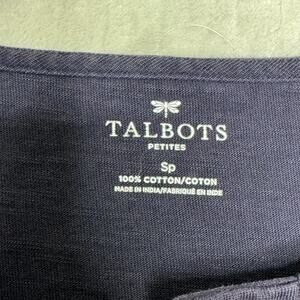 TALBOTS
PETITES
Sp
100% COTTON/COTON
MADE IN INDIA/FABRIQUÉ EN INDE